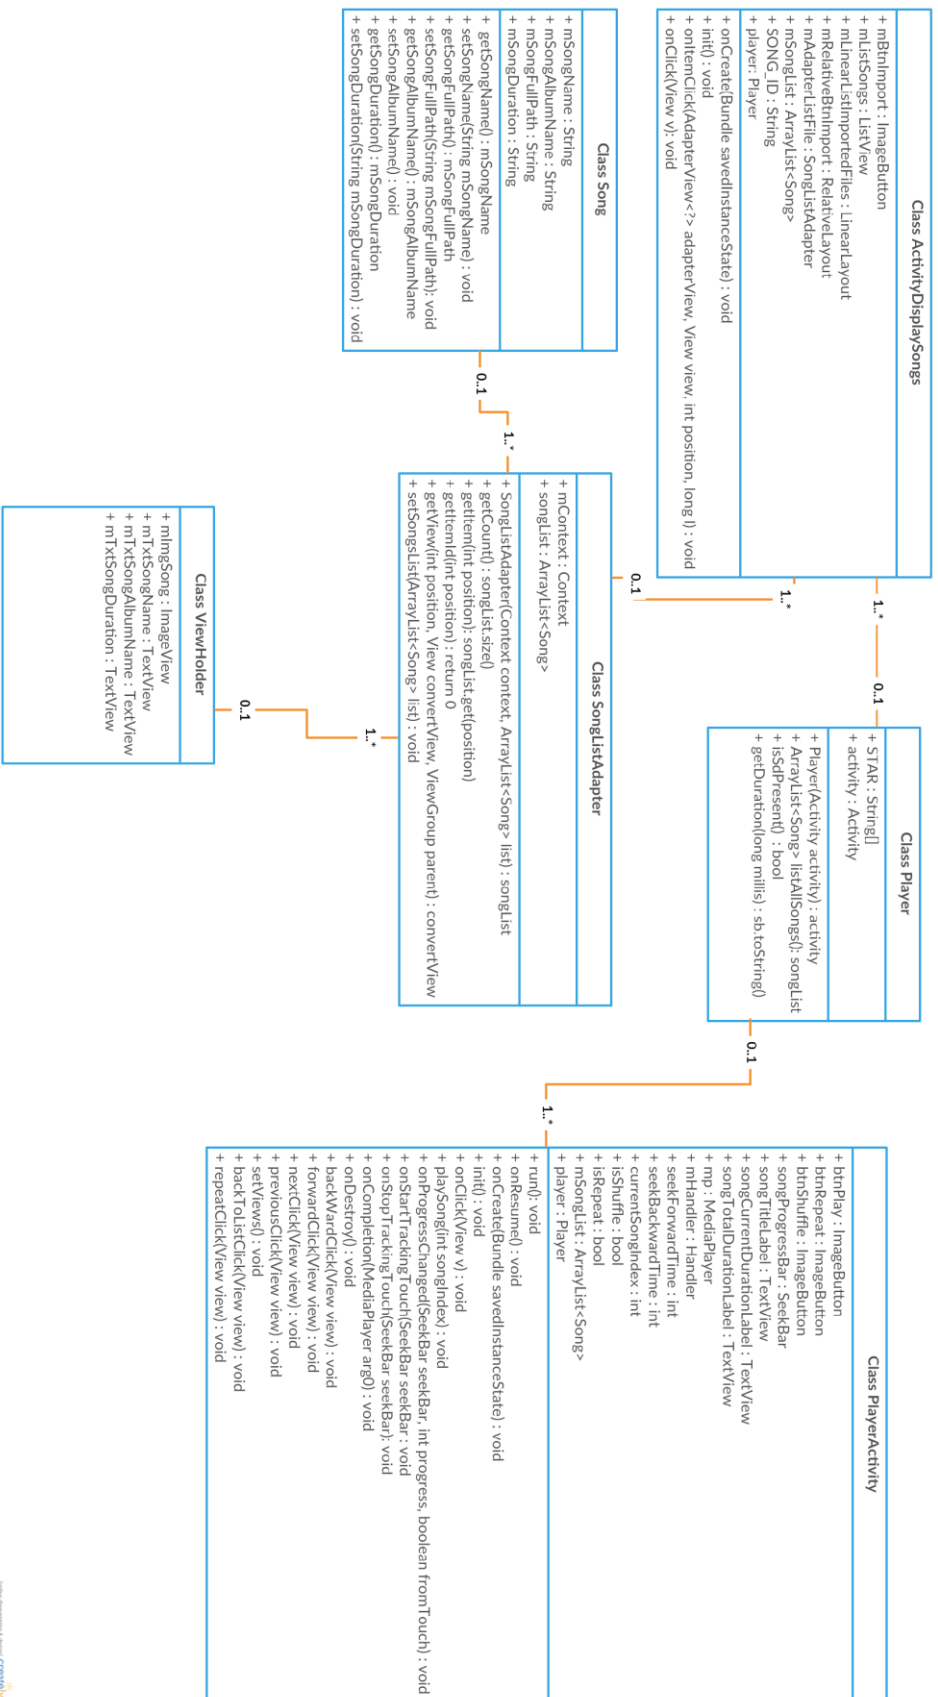 Class ActivityDisplaySongs
+ mBtnImport : ImageButton
+ mListSongs : ListView
+ mLinearListImportedFiles : LinearLayout
+ mRelativeBtnImport : RelativeLayout
+ mAdapterListFile : SongListAdapter
+ mSongList : ArrayList<Song>
+ SONG_ID : String
+ player: Player
+ onCreate(Bundle savedInstanceState) : void
+ init() : void
+ onItemClick(AdapterView<?> adapterView, View view, int position, long l) : void
+ onClick(View v): void
1..*
0..1
1..*
0..1
Class Player
+ STAR : String[]
+ activity : Activity
+ Player(Activity activity) : activity
+ ArrayList<Song> listAllSongs(): songList
+ isSdPresent() : bool
+ getDuration(long millis) : sb.toString()
0..1
1..*
Class PlayerActivity
+ btnPlay : ImageButton
+ btnRepeat : ImageButton
+ btnShuffle : ImageButton
+ songProgressBar : SeekBar
+ songTitleLabel : TextView
+ songCurrentDurationLabel : TextView
+ songTotalDurationLabel : TextView
+ mp : MediaPlayer
+ mHandler : Handler
+ seekForwardTime : int
+ seekBackwardTime : int
+ currentSongIndex : int
+ isShuffle : bool
+ isRepeat : bool
+ mSongList : ArrayList<Song>
+ player : Player
+ run(): void
+ onResume() : void
+ onCreate(Bundle savedInstanceState) : void
+ init() : void
+ onClick(View v) : void
+ playSong(int songIndex) : void
+ onProgressChanged(SeekBar seekBar, int progress, boolean fromTouch) : void
+ onStartTrackingTouch(SeekBar seekBar : void
+ onStopTrackingTouch(SeekBar seekBar): void
+ onCompletion(MediaPlayer arg0) : void
+ onDestroy() : void
+ backWardClick(View view) : void
+ forwardClick(View view) : void
+ nextClick(View view) : void
+ previousClick(View view) : void
+ setViews() : void
+ backToListClick(View view) : void
+ repeatClick(View view) : void
Class Song
+ mSongName : String
+ mSongAlbumName : String
+ mSongFullPath : String
+ mSongDuration : String
+ getSongName() : mSongName
+ setSongName(String mSongName) : void
+ getSongFullPath() : mSongFullPath
+ setSongFullPath(String mSongFullPath): void
+ getSongAlbumName() : mSongAlbumName
+ setSongAlbumName() : void
+ getSongDuration() : mSongDuration
+ setSongDuration(String mSongDuration) : void
0..1
1..*
Class SongListAdapter
+ mContext : Context
+ songList : ArrayList<Song>
+ SongListAdapter(Context context, ArrayList<Song> list) : songList
+ getCount() : songList.size()
+ getItem(int position): songList.get(position)
+ getItemId(int position) : return 0
+ getView(int position, View convertView, ViewGroup parent) : convertView
+ setSongsList(ArrayList<Song> list) : void
1..*
0..1
Class ViewHolder
+ mImgSong : ImageView
+ mTxtSongName : TextView
+ mTxtSongAlbumName : TextView
+ mTxtSongDuration : TextView